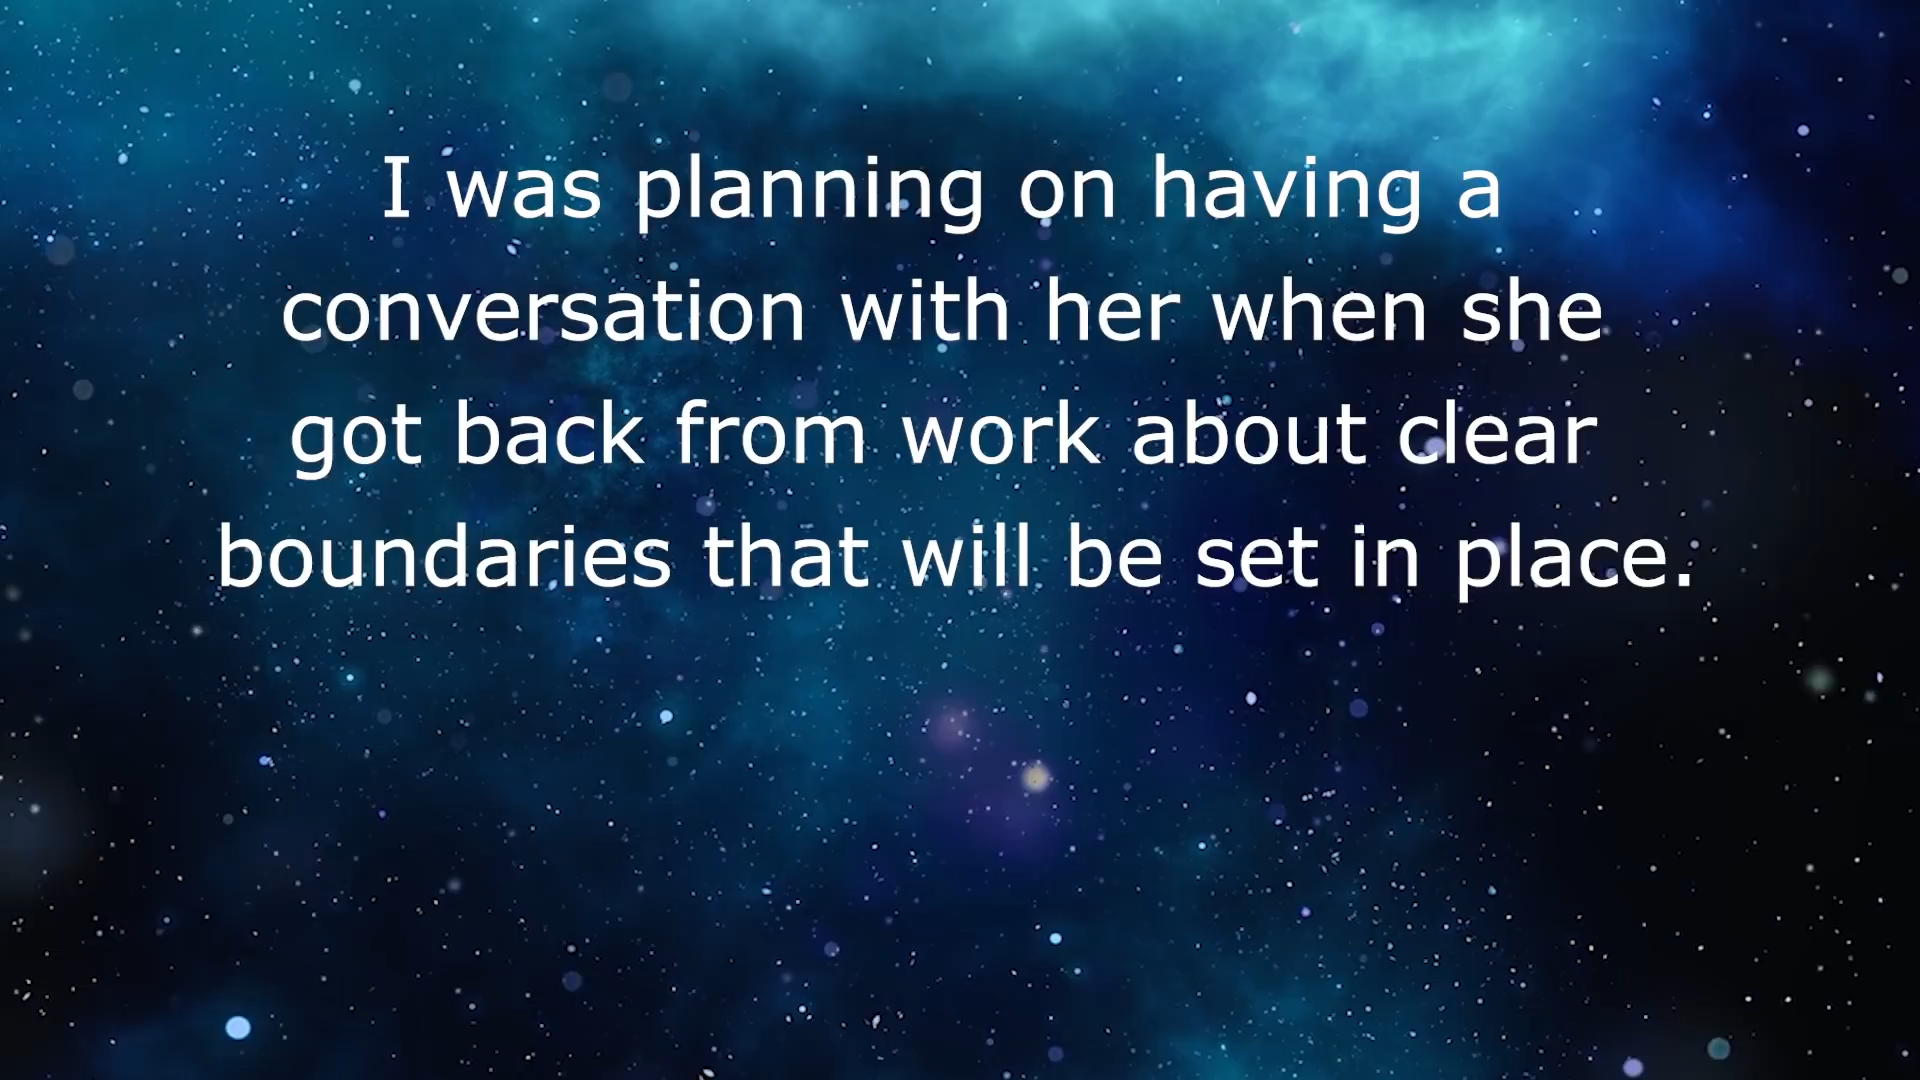 I was planning on having a
conversation with her when she
got back from work about clear
boundaries that will be set in place.